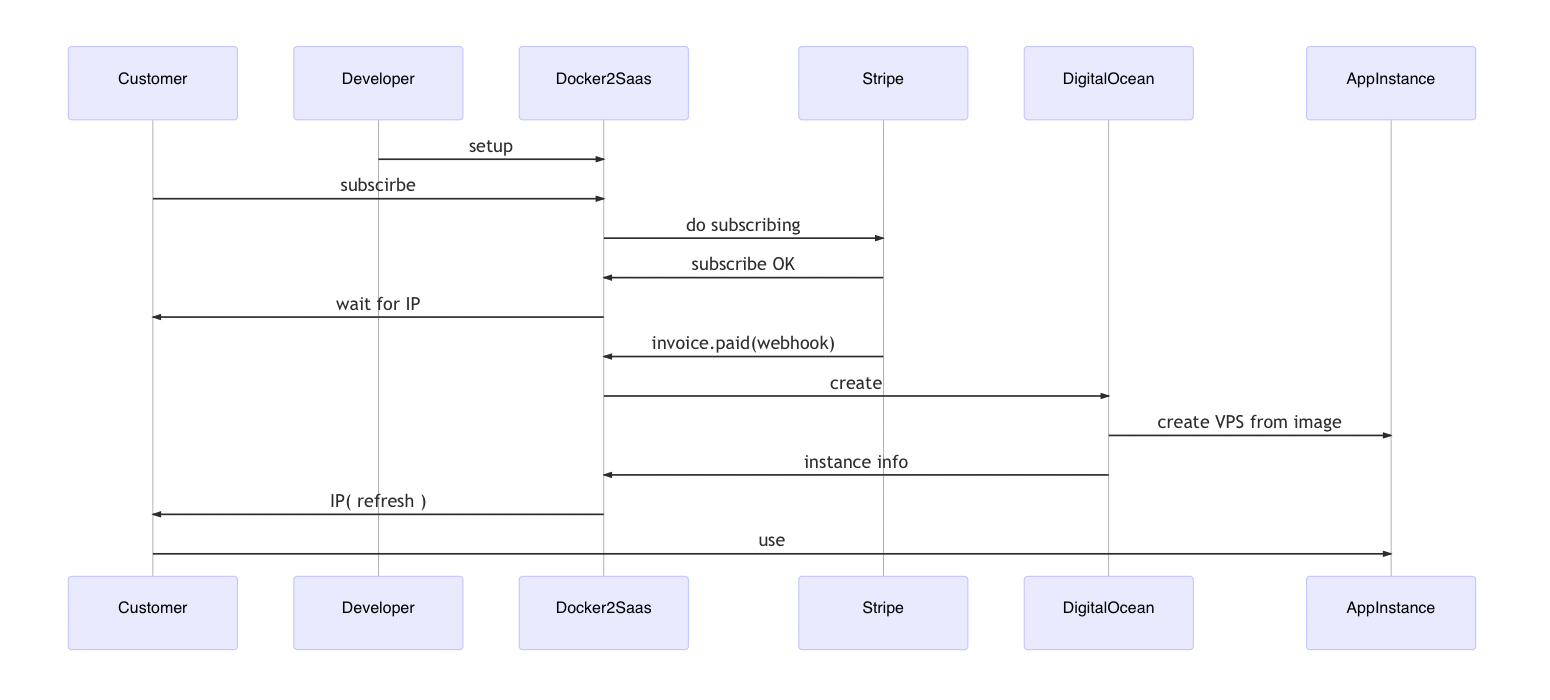 Customer
Developer
Docker2Saas
Stripe
DigitalOcean
AppInstance
setup
subscirbe
do subscribing
subscribe OK
wait for IP
invoice.paid(webhook)
create
create VPS from image
instance info
IP( refresh )
use
Customer
Developer
Docker2Saas
Stripe
DigitalOcean
AppInstance